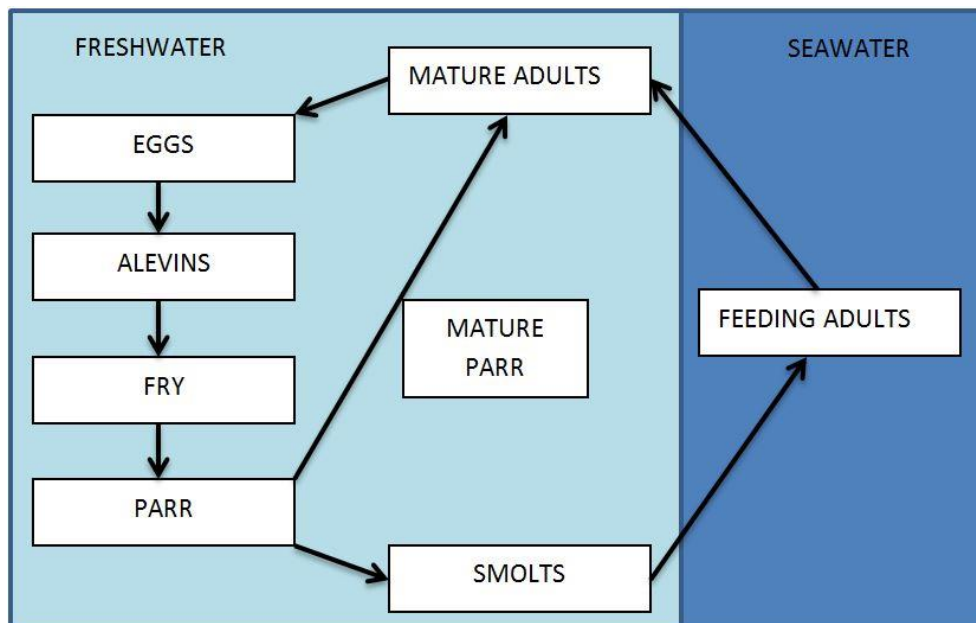 FRESHWATER
SEAWATER
MATURE ADULTS
EGGS
ALEVINS
FEEDING ADULTS
MATURE
PARR
FRY
PARR
SMOLTS